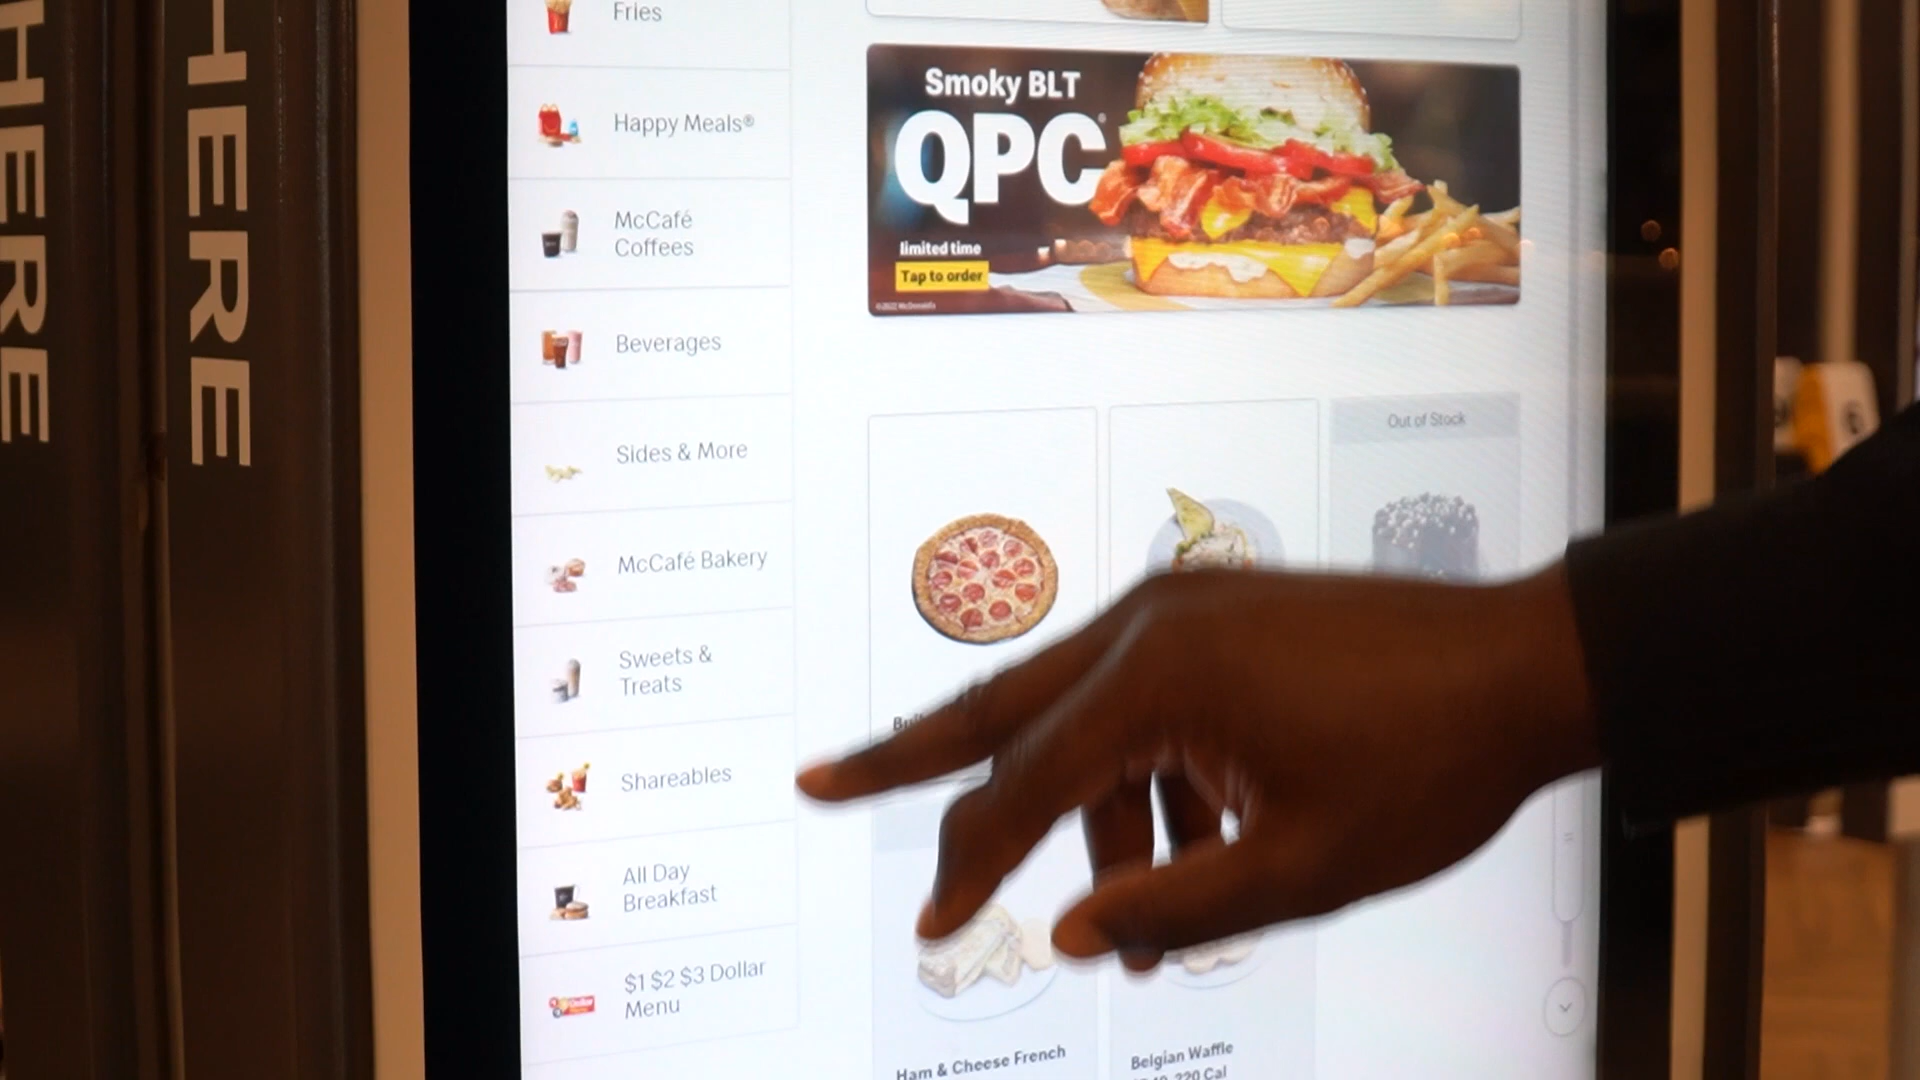 HERE
HERE
Fries
Happy Meals®
McCafé
Coffees
Beverages
Sides & More
McCafé Bakery
Sweets &
Treats
Shareables
All Day
Breakfast
$1 $2 $3 Dollar
Menu
Smoky BLT
QPC®
limited time
Tap to order
©2022 McDonald's
Out of Stock
Ham & Cheese French
Belgian Waffle